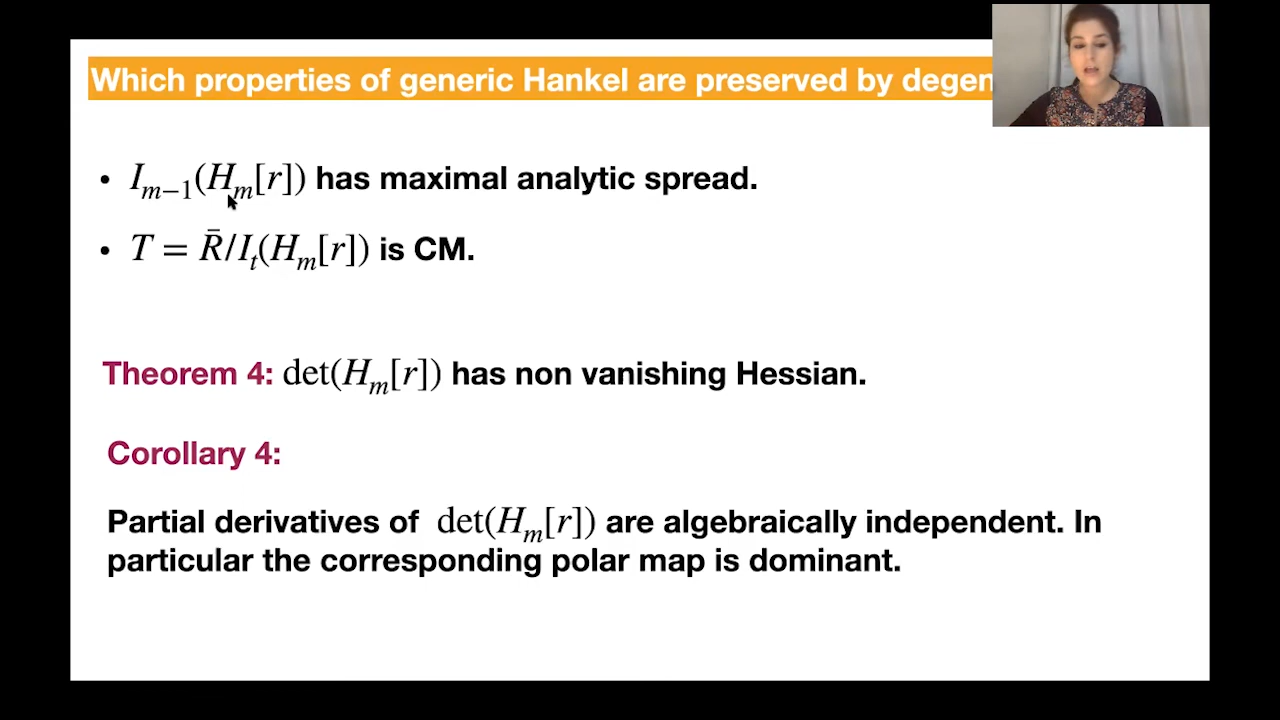 Which properties of generic Hankel are preserved by degen
• $I_{m-1}(H_m[r])$ has maximal analytic spread.
• $T = \bar{R}/I_t(H_m[r])$ is CM.
Theorem 4: $\det(H_m[r])$ has non vanishing Hessian.
Corollary 4:
Partial derivatives of $\det(H_m[r])$ are algebraically independent. In
particular the corresponding polar map is dominant.